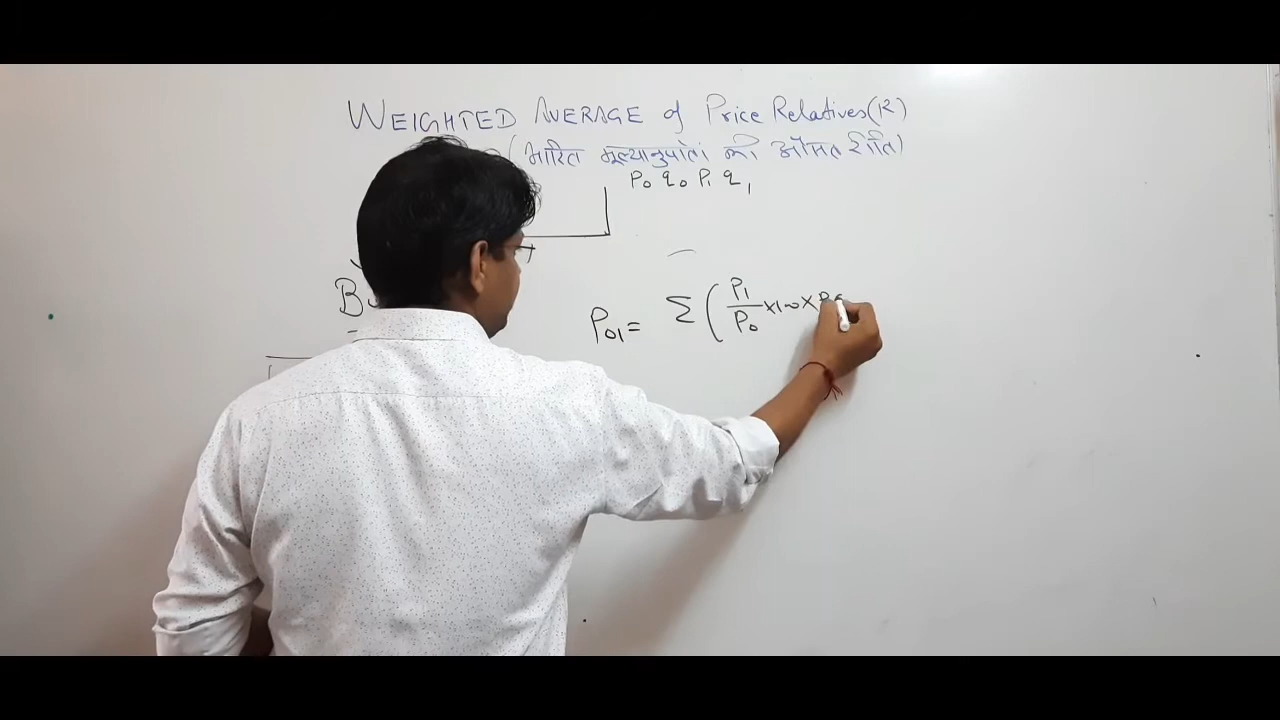 WEIGHTED AVERAGE of Price Relatives (R)
(भारित मूल्यानुपातों की औसत रीति)
P₀ q₀ P₁ q₁
B
P₀₁ = Σ ( P₁/P₀ ×100×P